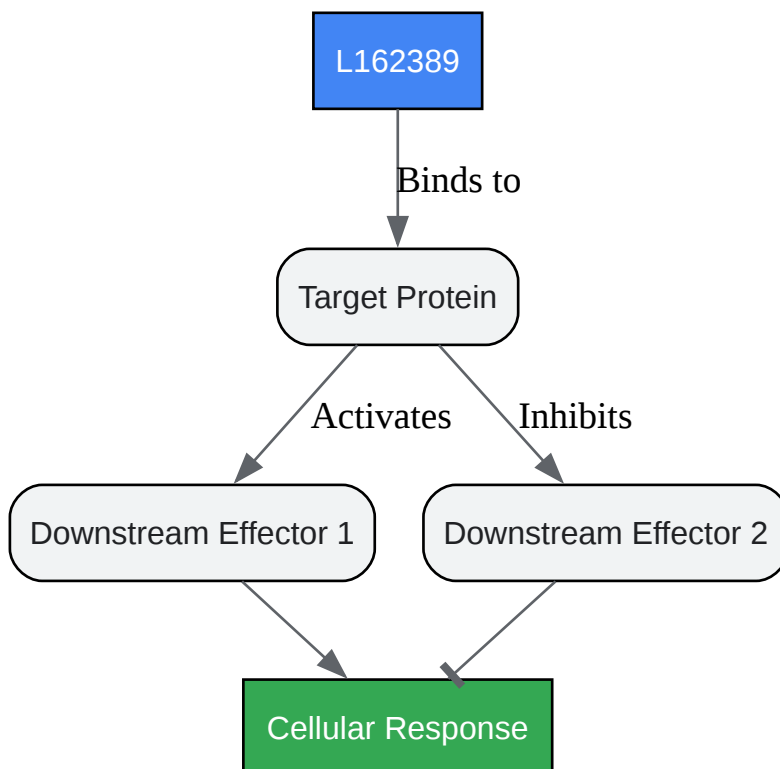 L162389
Binds to
Target Protein
Activates
Inhibits
Downstream Effector 1
Downstream Effector 2
Cellular Response